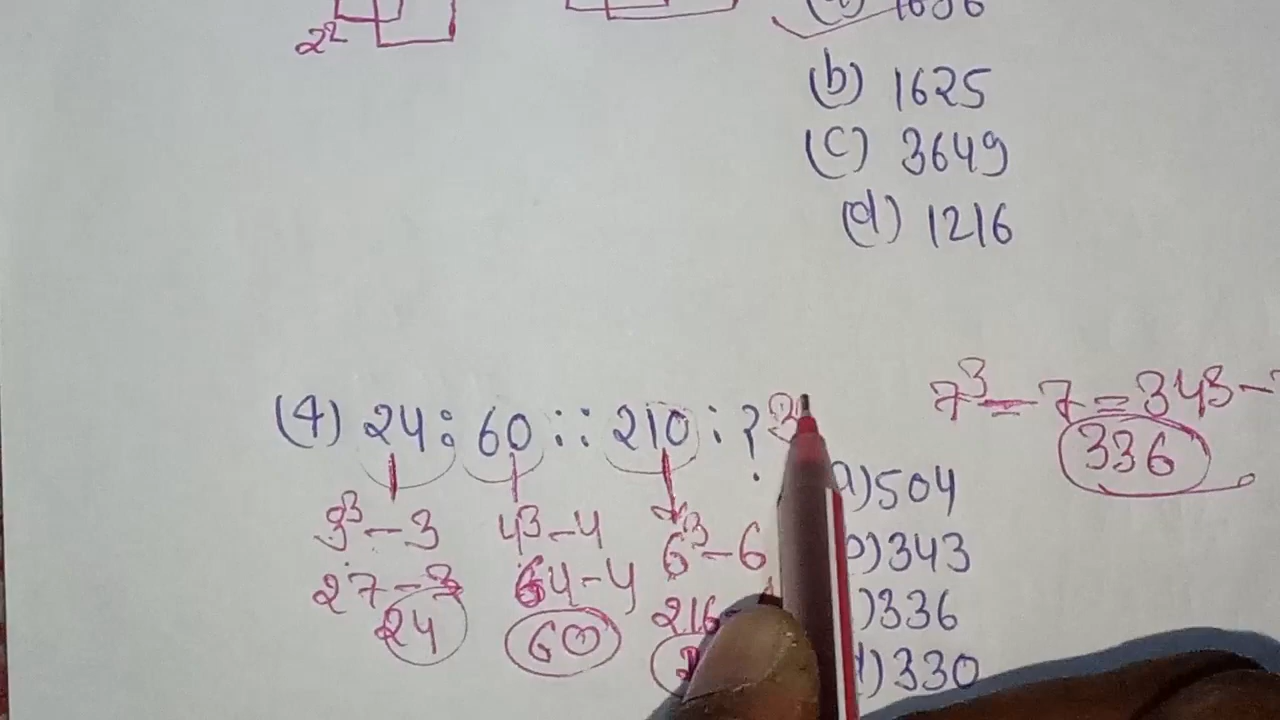 2²
(b) 1625
(c) 3649
(d) 1216
7³ - 7 = 343 -
336
(4) 24 : 60 :: 210 : ?
a) 504
3³ - 3 4³ - 4 6³ - 6
) 343
27 - 3 64 - 4 216
) 336
24 60
) 330